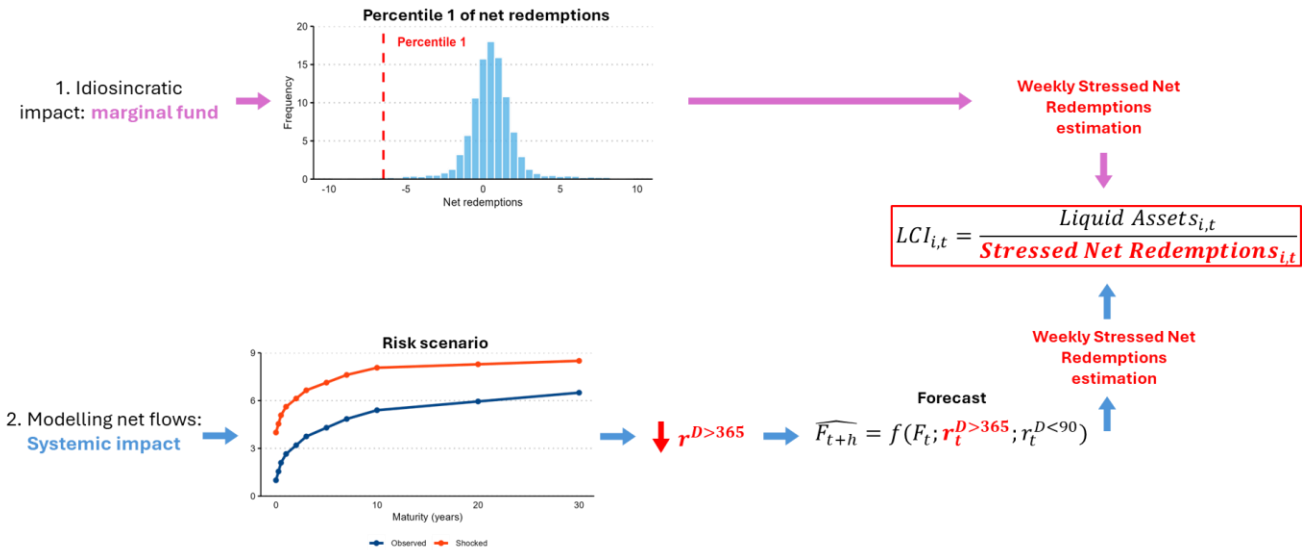 Percentile 1 of net redemptions
20
15
10
5
0
Frequency
Percentile 1
-10
-5
0
5
10
Net redemptions
1. Idiosincratic
impact: marginal fund
Weekly Stressed Net
Redemptions
estimation
LCI_{i,t} = Liquid Assets_{i,t} / Stressed Net Redemptions_{i,t}
Risk scenario
9
6
3
0
0
10
20
30
Maturity (years)
Observed
Shocked
2. Modelling net flows:
Systemic impact
r^{D>365}
Forecast
\widehat{F_{t+h}} = f(F_t; r_t^{D>365}; r_t^{D<90})
Weekly Stressed Net
Redemptions
estimation